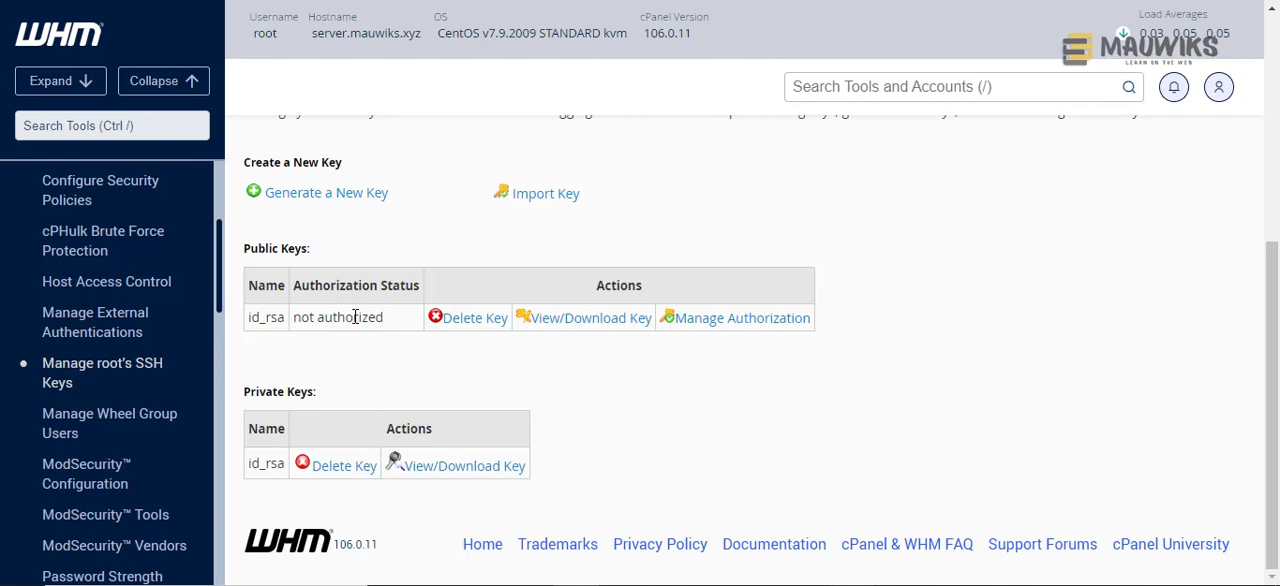 WHM
Username Hostname OS cPanel Version Load Averages
root server.mauwiks.xyz CentOS v7.9.2009 STANDARD kvm 106.0.11 0.03 0.05 0.05
MAUWIKS
LEARN ON THE WEB
Expand Collapse
Search Tools and Accounts (/)
Search Tools (Ctrl /)
Configure Security
Policies
cPHulk Brute Force
Protection
Host Access Control
Manage External
Authentications
Manage root's SSH
Keys
Manage Wheel Group
Users
ModSecurity™
Configuration
ModSecurity™ Tools
ModSecurity™ Vendors
Password Strength
Create a New Key
Generate a New Key Import Key
Public Keys:
Name Authorization Status Actions
id_rsa not authorized Delete Key View/Download Key Manage Authorization
Private Keys:
Name Actions
id_rsa Delete Key View/Download Key
WHM 106.0.11 Home Trademarks Privacy Policy Documentation cPanel & WHM FAQ Support Forums cPanel University